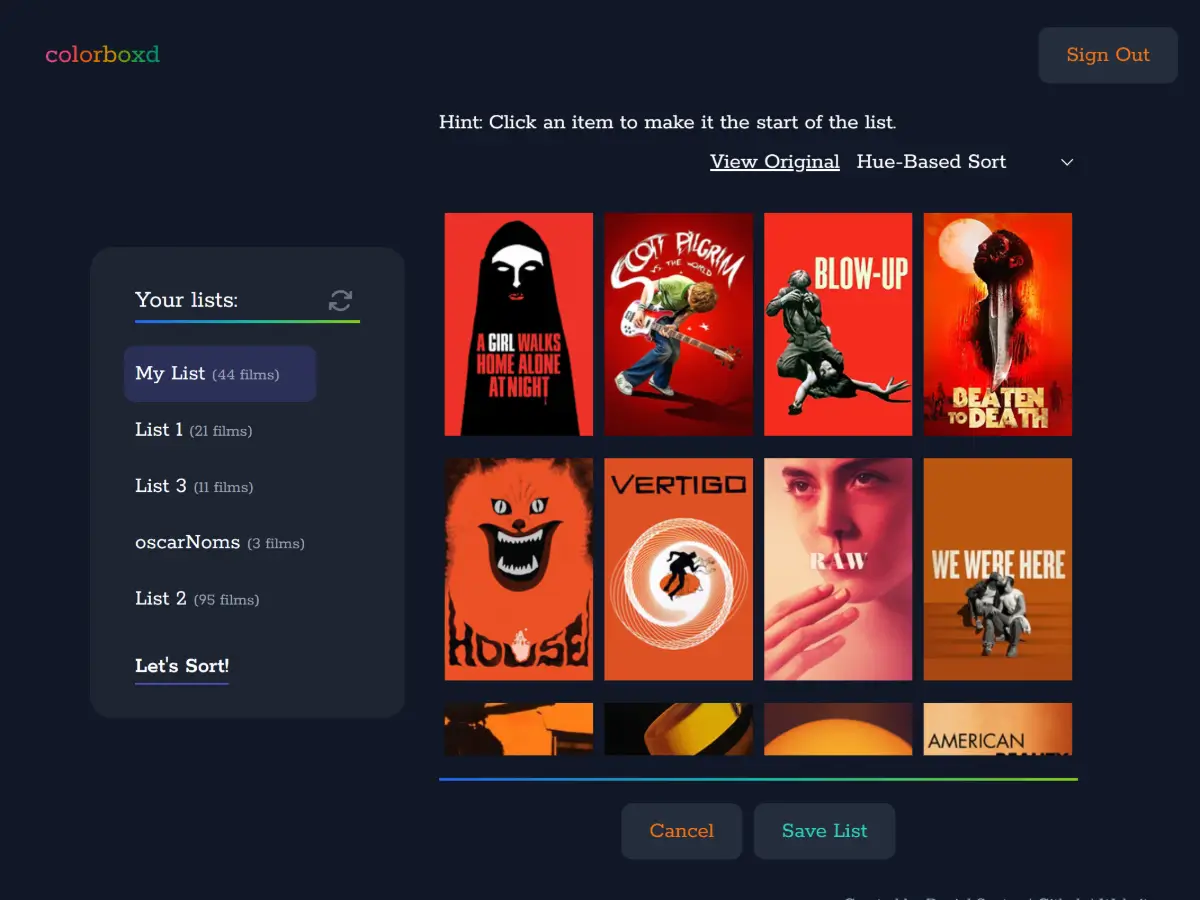 colorboxd
Sign Out
Hint: Click an item to make it the start of the list.
View Original Hue-Based Sort
Your lists:
My List (44 films)
List 1 (21 films)
List 3 (11 films)
oscarNoms (3 films)
List 2 (95 films)
Let's Sort!
A GIRL WALKS
HOME ALONE
AT NIGHT
SCOTT PILGRIM
VS. THE WORLD
BLOW-UP
BEATEN
TO DEATH
HOUSE
VERTIGO
RAW
WE WERE HERE
AMERICAN
Cancel
Save List